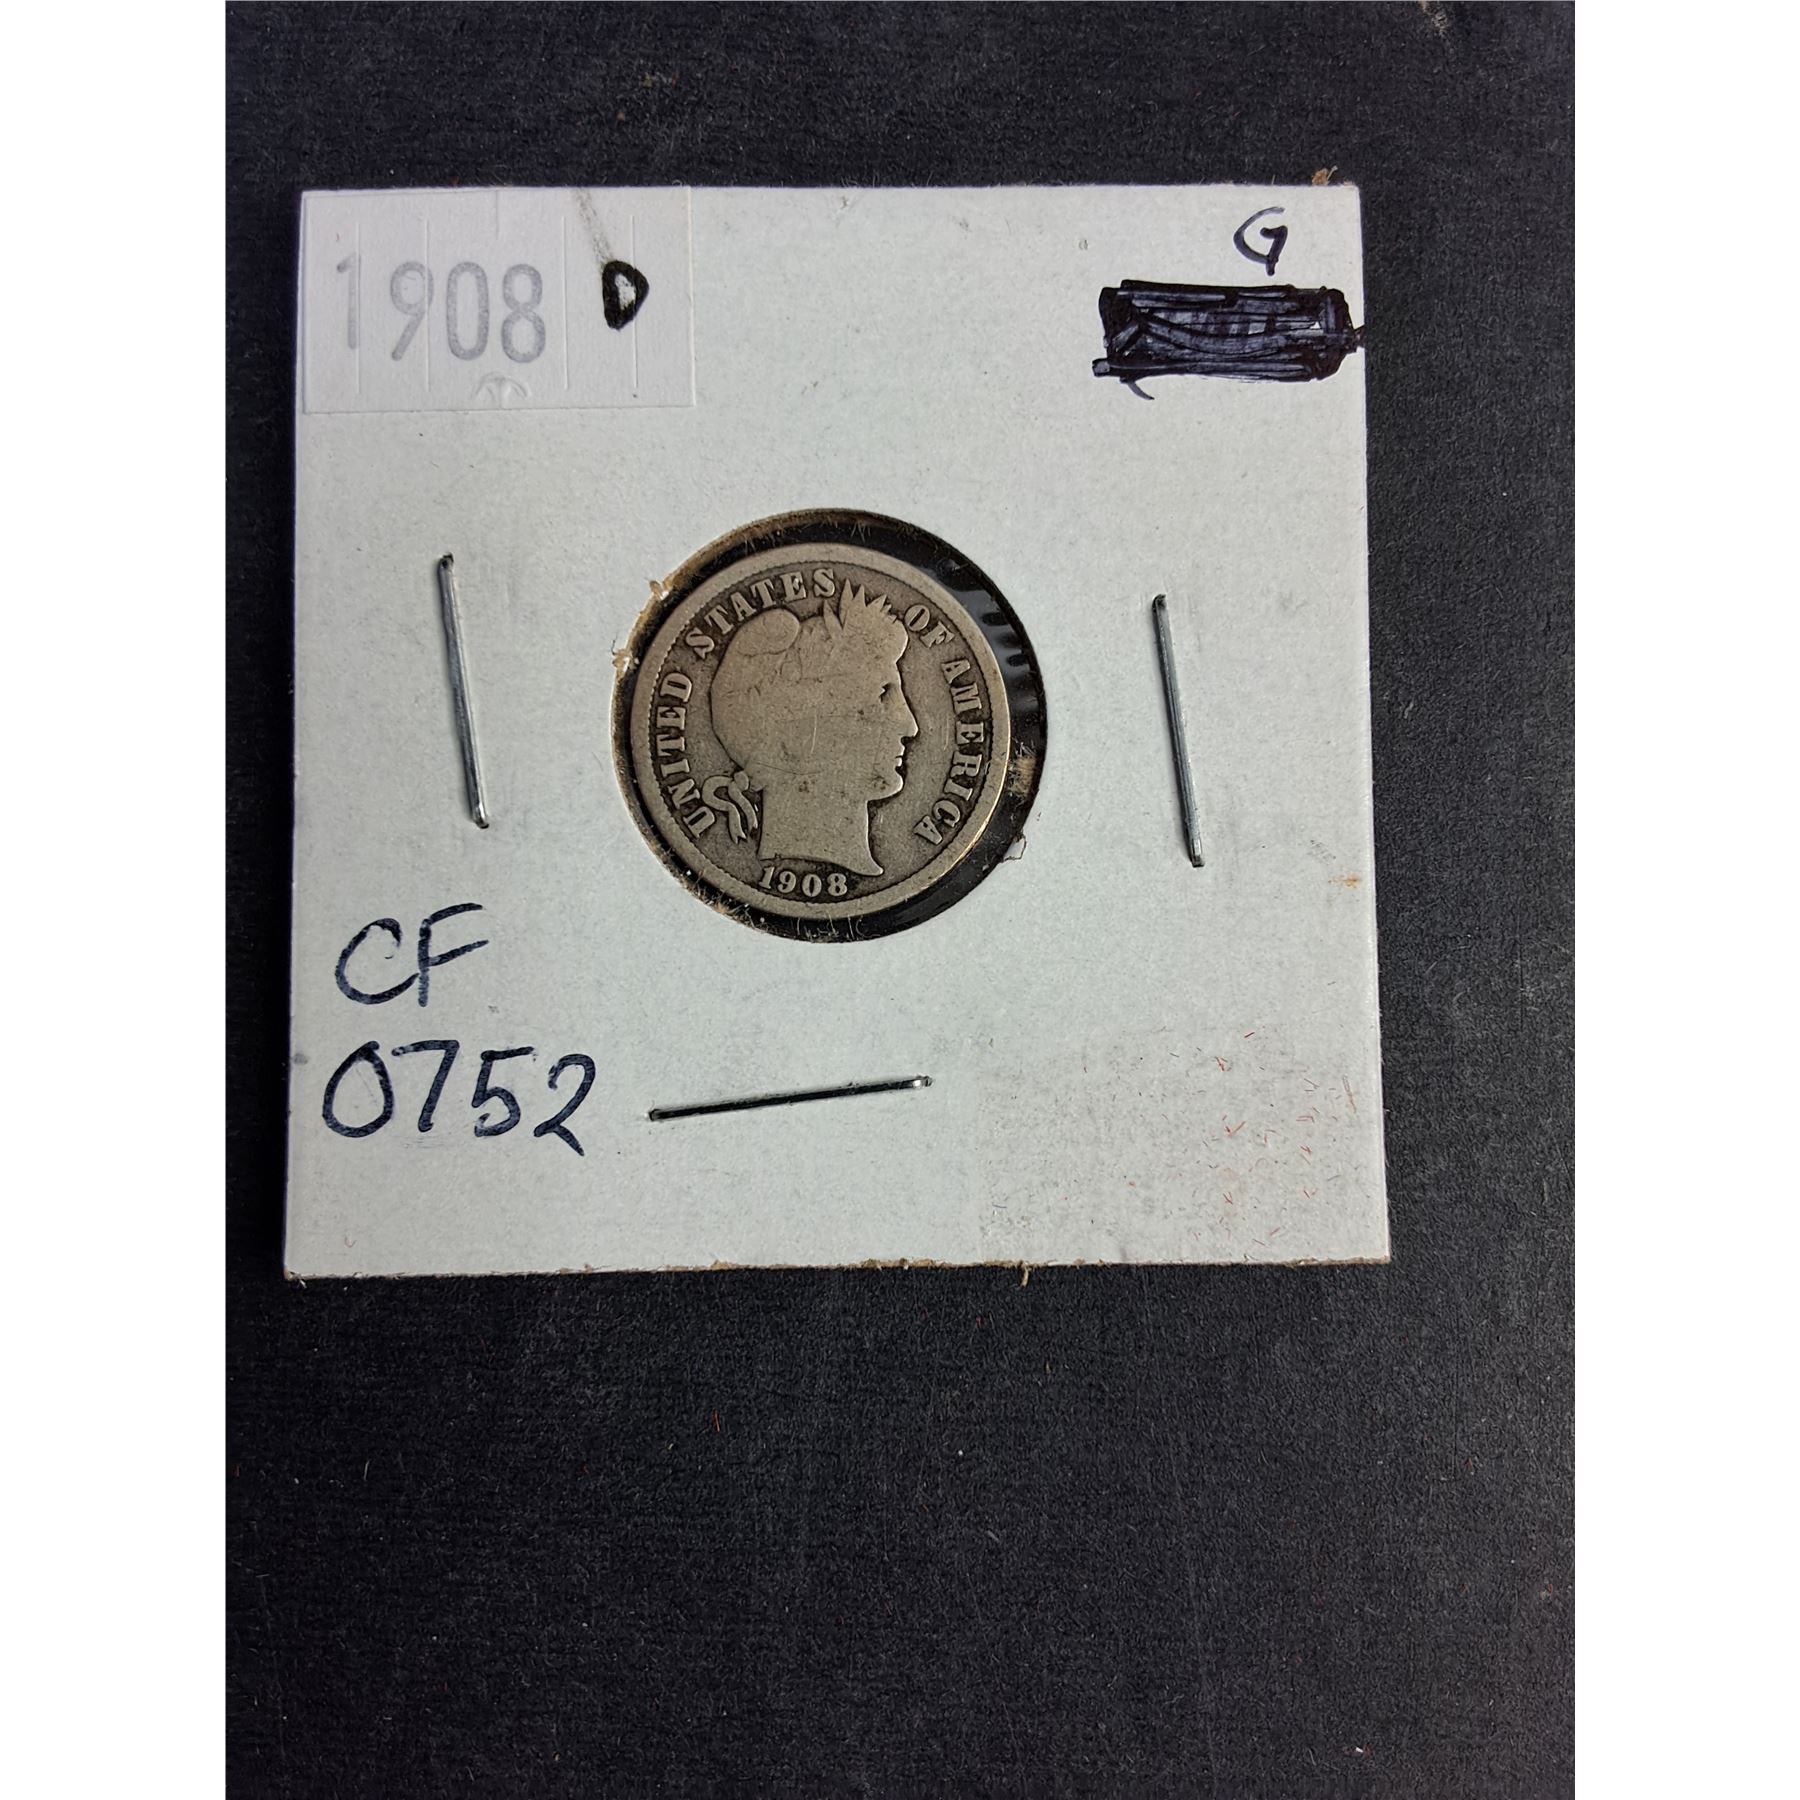 1908 D
G
UNITED STATES OF AMERICA
1908
CF
0752